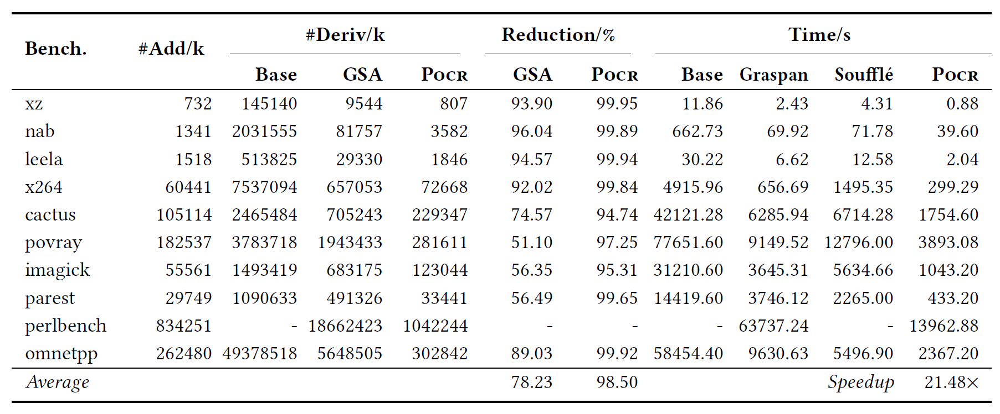 Bench. #Add/k #Deriv/k Reduction/% Time/s
Base GSA Pocr GSA Pocr Base Graspan Soufflé Pocr
xz 732 145140 9544 807 93.90 99.95 11.86 2.43 4.31 0.88
nab 1341 2031555 81757 3582 96.04 99.89 662.73 69.92 71.78 39.60
leela 1518 513825 29330 1846 94.57 99.94 30.22 6.62 12.58 2.04
x264 60441 7537094 657053 72668 92.02 99.84 4915.96 656.69 1495.35 299.29
cactus 105114 2465484 705243 229347 74.57 94.74 42121.28 6285.94 6714.28 1754.60
povray 182537 3783718 1943433 281611 51.10 97.25 77651.60 9149.52 12796.00 3893.08
imagick 55561 1493419 683175 123044 56.35 95.31 31210.60 3645.31 5634.66 1043.20
parest 29749 1090633 491326 33441 56.49 99.65 14419.60 3746.12 2265.00 433.20
perlbench 834251 - 18662423 1042244 - - - 63737.24 - 13962.88
omnetpp 262480 49378518 5648505 302842 89.03 99.92 58454.40 9630.63 5496.90 2367.20
Average 78.23 98.50 Speedup 21.48×